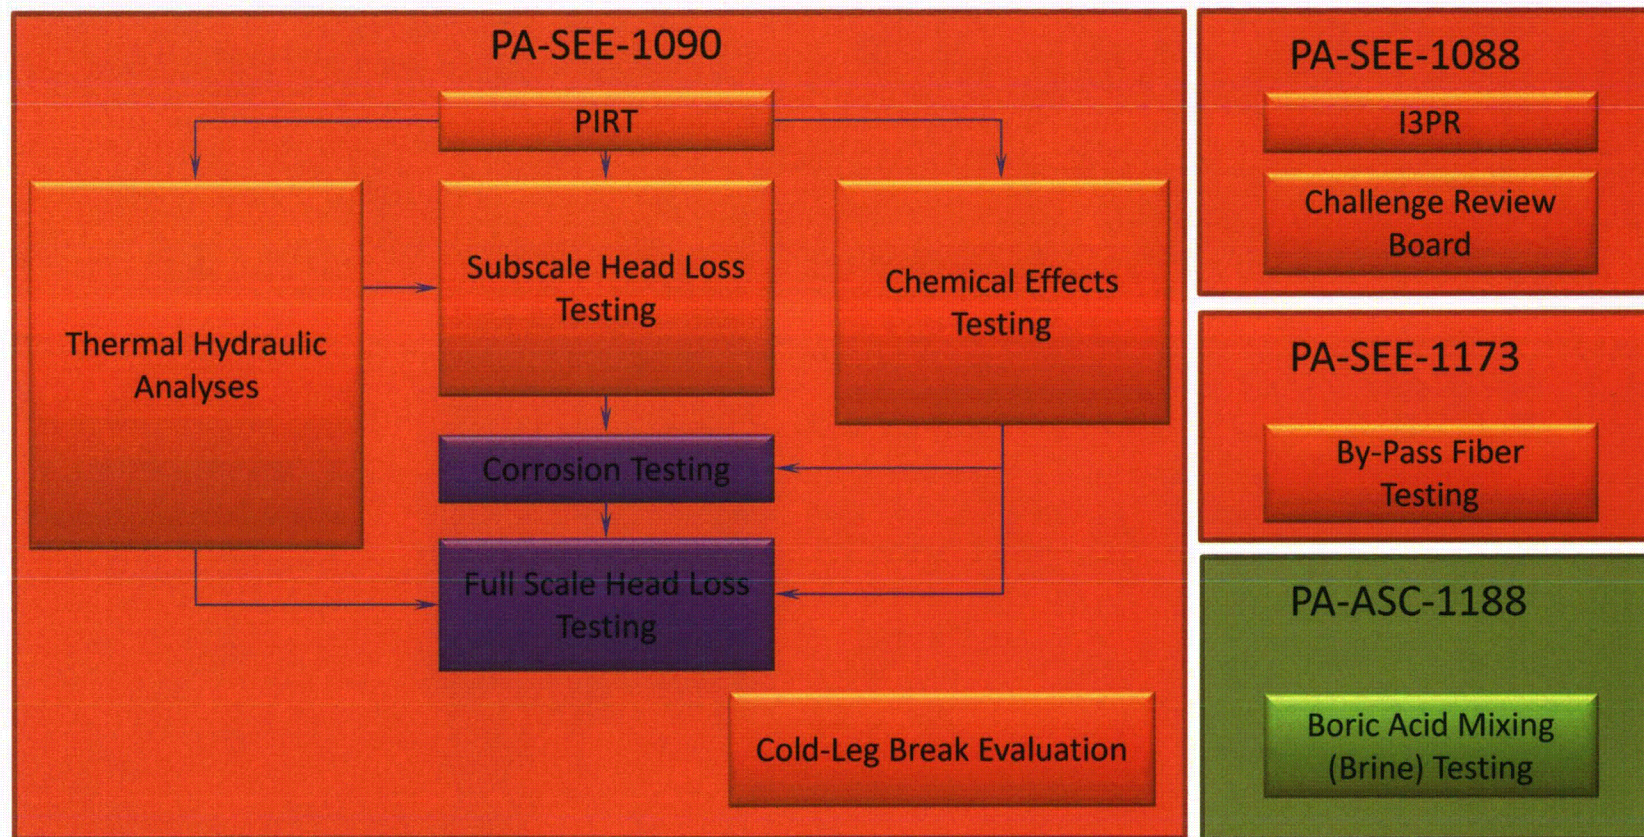 PA-SEE-1090
PIRT
Thermal Hydraulic
Analyses
Subscale Head Loss
Testing
Chemical Effects
Testing
Corrosion Testing
Full Scale Head Loss
Testing
Cold-Leg Break Evaluation
PA-SEE-1088
I3PR
Challenge Review
Board
PA-SEE-1173
By-Pass Fiber
Testing
PA-ASC-1188
Boric Acid Mixing
(Brine) Testing